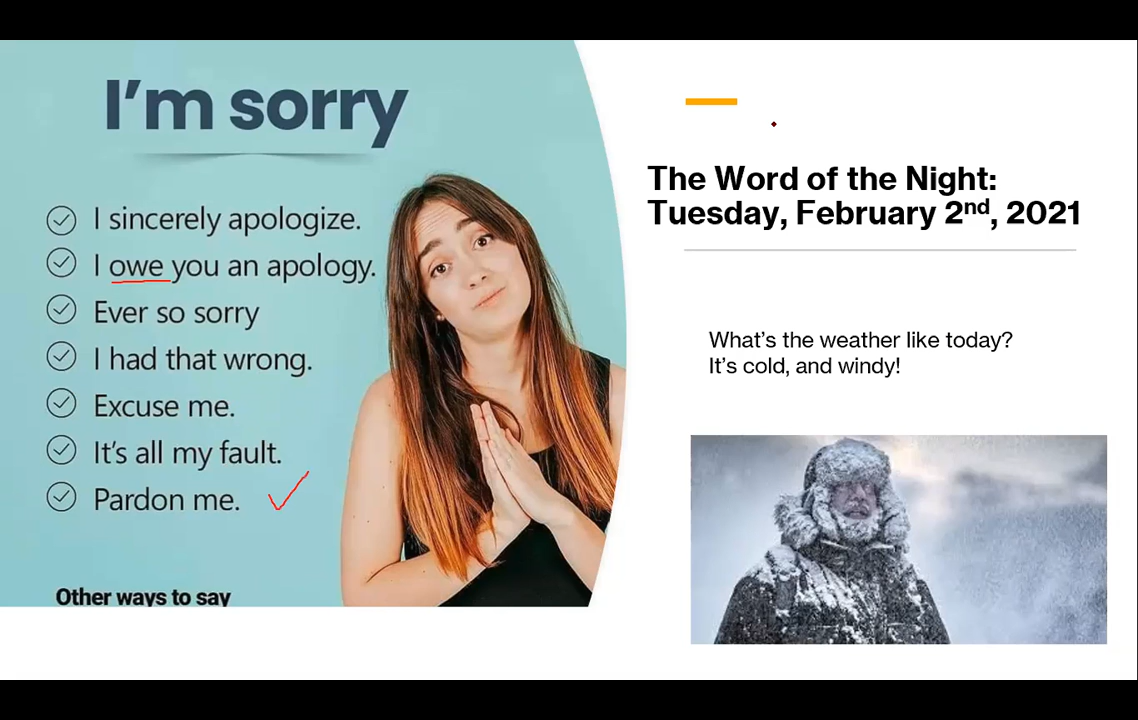 I'm sorry
I sincerely apologize.
I owe you an apology.
Ever so sorry
I had that wrong.
Excuse me.
It's all my fault.
Pardon me.
Other ways to say
The Word of the Night:
Tuesday, February 2nd, 2021
What's the weather like today?
It's cold, and windy!